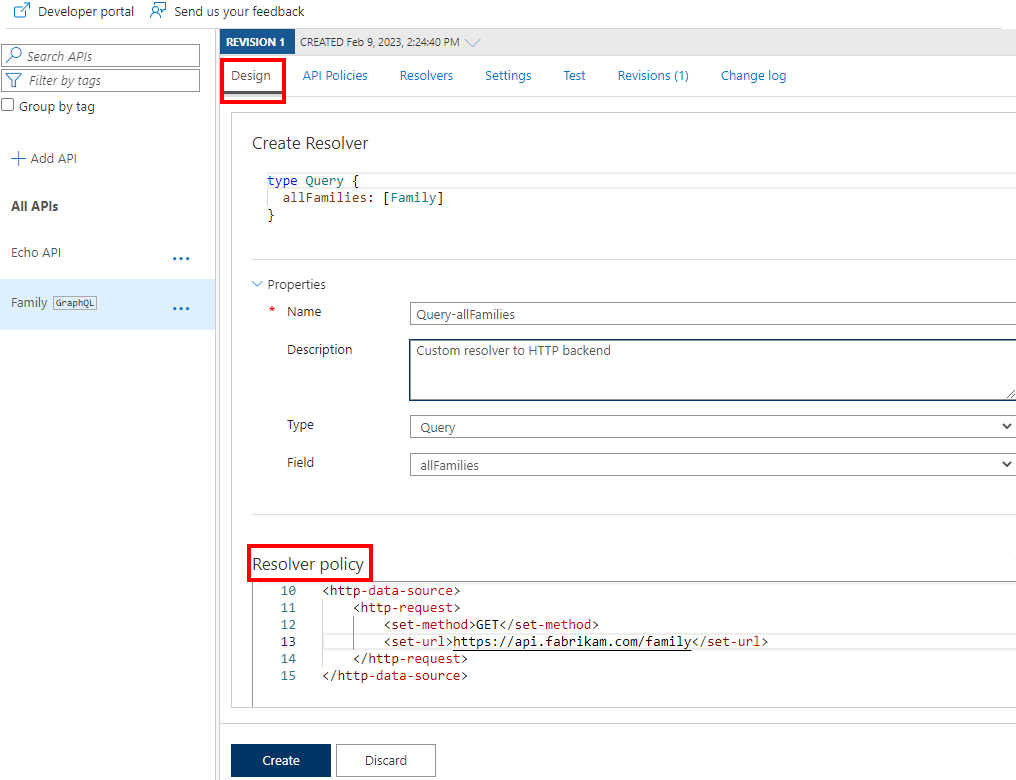 Developer portal Send us your feedback
Search APIs
Filter by tags
Group by tag
Add API
All APIs
Echo API
...
Family GraphQL
...
REVISION 1 CREATED Feb 9, 2023, 2:24:40 PM
Design API Policies Resolvers Settings Test Revisions (1) Change log
Create Resolver
type Query {
allFamilies: [Family]
}
Properties
* Name Query-allFamilies
Description Custom resolver to HTTP backend
Type Query
Field allFamilies
Resolver policy
10 <http-data-source>
11 <http-request>
12 <set-method>GET</set-method>
13 <set-url>https://api.fabrikam.com/family</set-url>
14 </http-request>
15 </http-data-source>
Create Discard